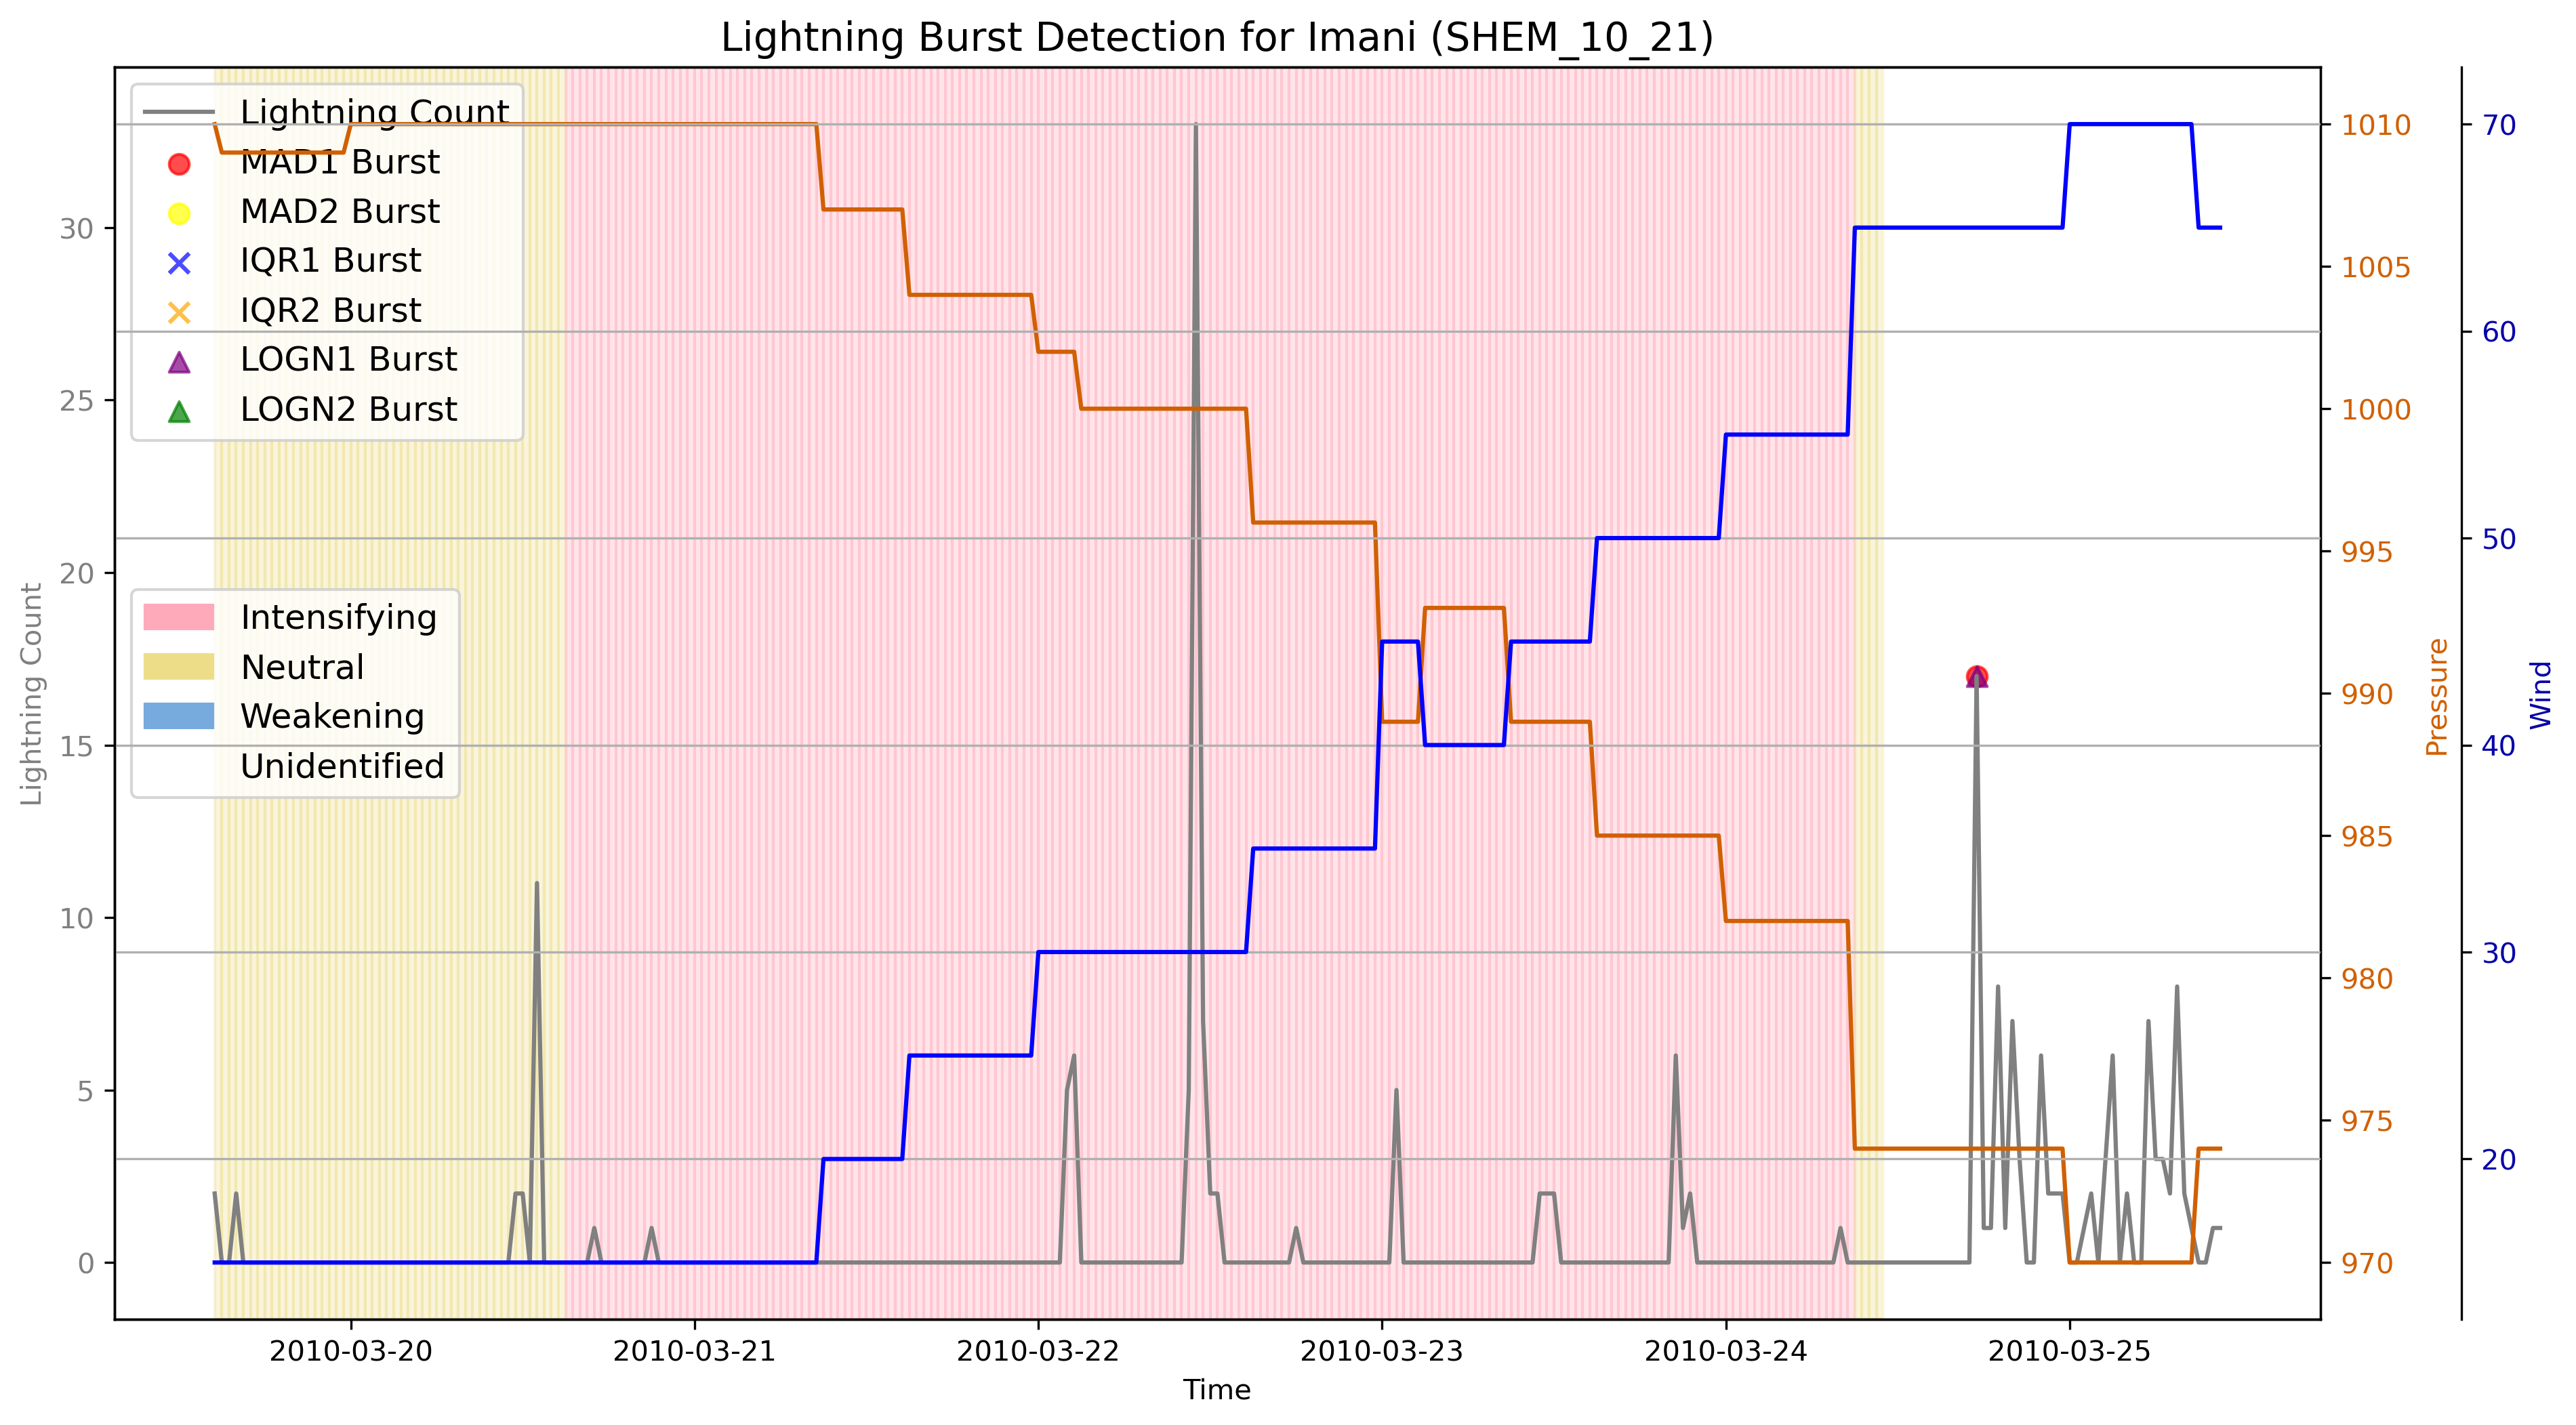 Lightning Burst Detection for Imani (SHEM_10_21)
Lightning Count
MAD1 Burst
MAD2 Burst
IQR1 Burst
IQR2 Burst
LOGN1 Burst
LOGN2 Burst
Intensifying
Neutral
Weakening
Unidentified
Lightning Count
30
25
20
15
10
5
0
1010
1005
1000
995
990
985
980
975
970
Pressure
70
60
50
40
30
20
Wind
2010-03-20
2010-03-21
2010-03-22
2010-03-23
2010-03-24
2010-03-25
Time